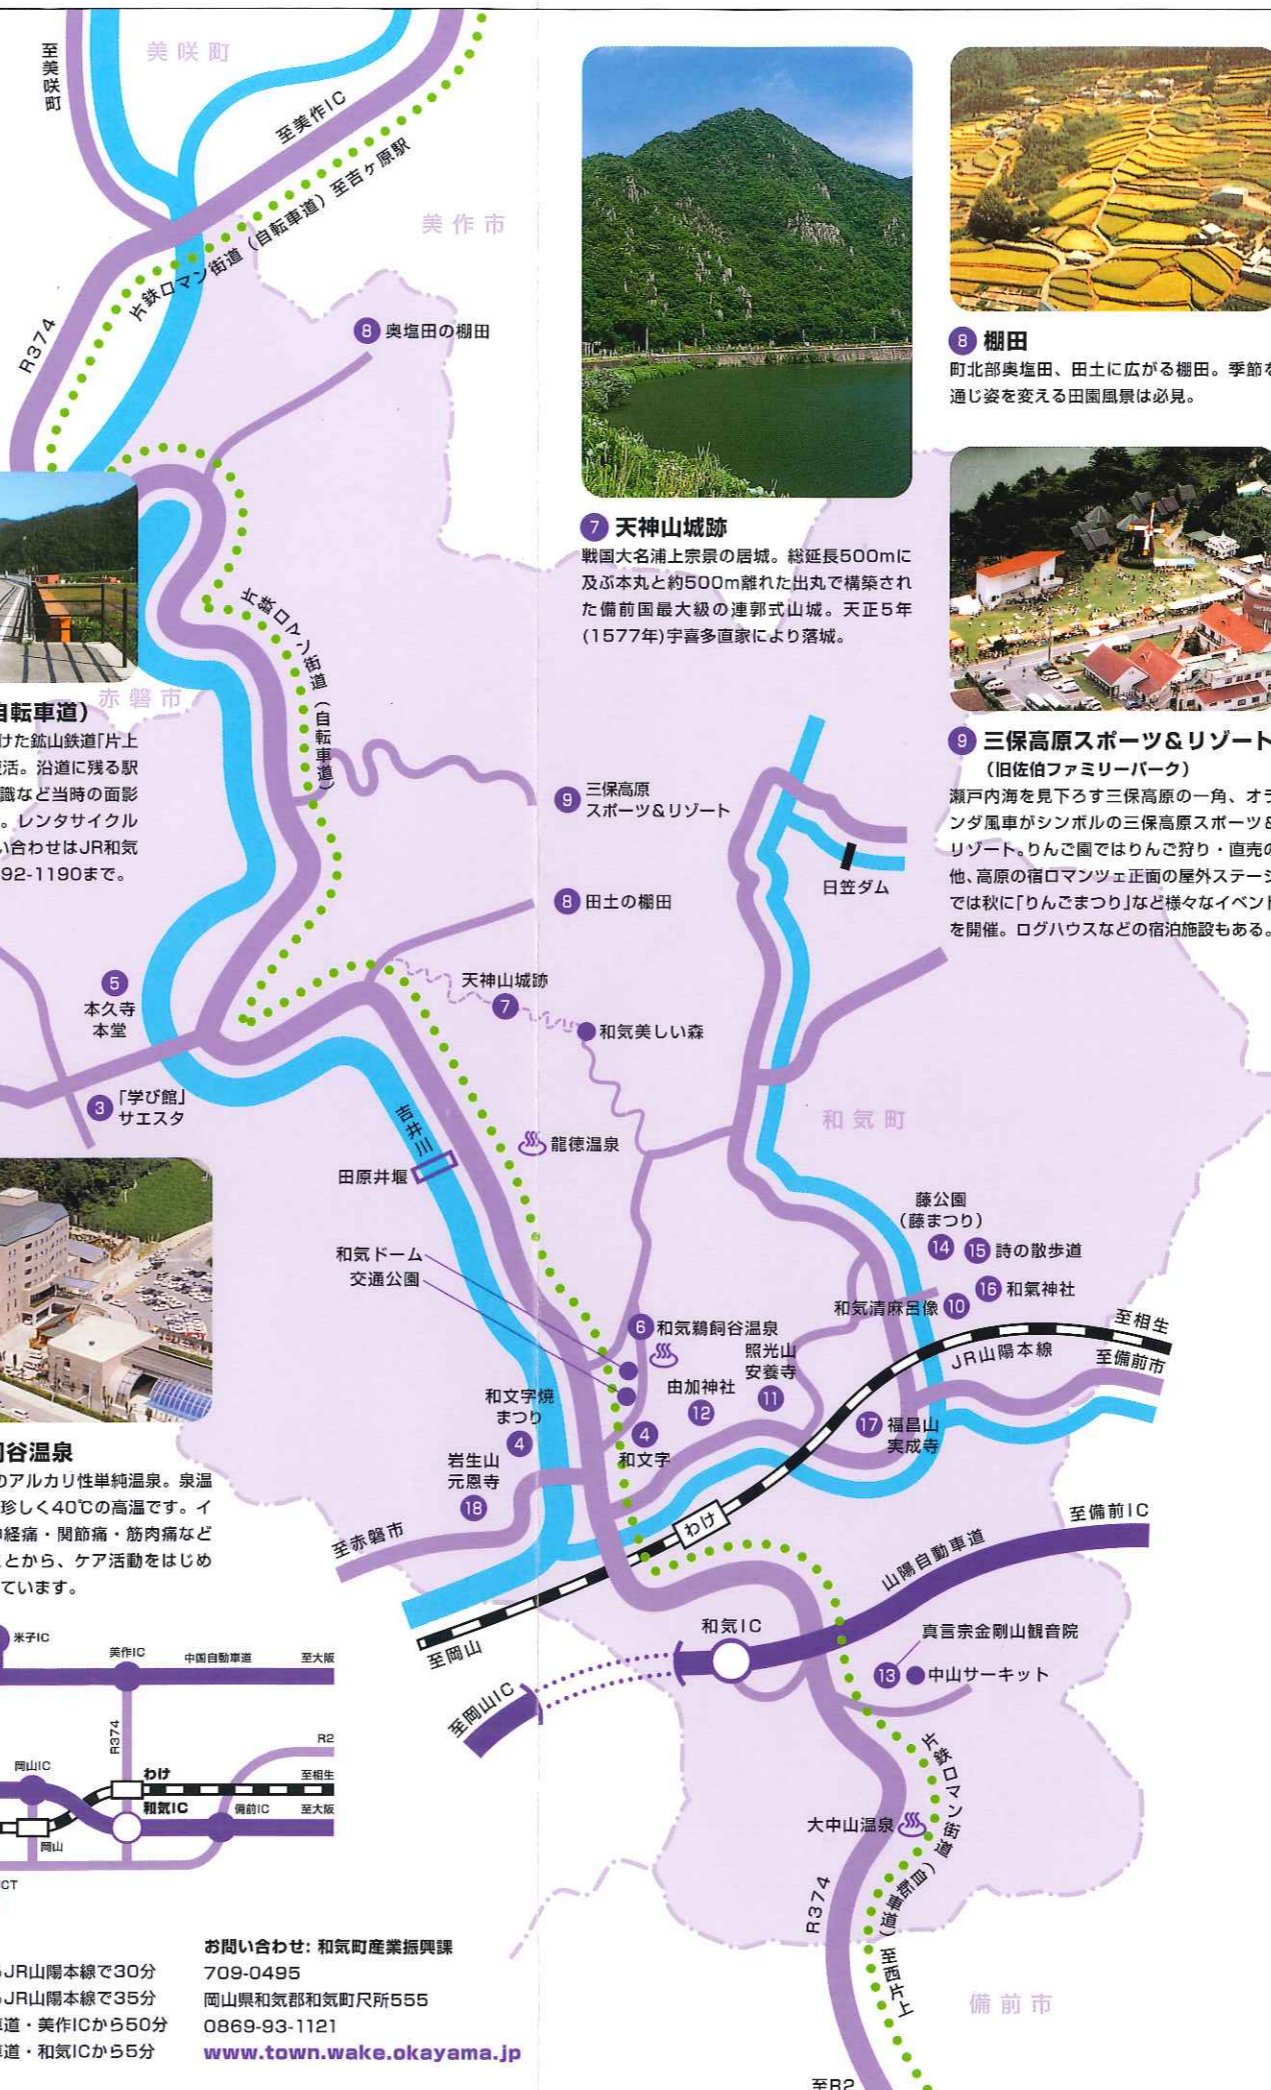 至美咲町
美咲町
至美作IC
片鉄ロマン街道(自転車道)至吉ヶ原駅
美作市
R374
8 奥塩田の棚田
7 天神山城跡
戦国大名浦上宗景の居城。総延長500mに
及ぶ本丸と約500m離れた出丸で構築され
た備前国最大級の連郭式山城。天正5年
(1577年)宇喜多直家により落城。
8 棚田
町北部奥塩田、田土に広がる棚田。季節を
通じ姿を変える田園風景は必見。
9 三保高原スポーツ&リゾート
(旧佐伯ファミリーパーク)
瀬戸内海を見下ろす三保高原の一角、オラ
ンダ風車がシンボルの三保高原スポーツ&
リゾート。りんご園ではりんご狩り・直売の
他、高原の宿ロマンツェ正面の屋外ステージ
では秋に「りんごまつり」など様々なイベント
を開催。ログハウスなどの宿泊施設もある。
片鉄ロマン街道(自転車道)
赤磐市
自転車道)
けた鉱山鉄道「片上
活。沿道に残る駅
識など当時の面影
。レンタサイクル
い合わせはJR和気
92-1190まで。
9 三保高原
スポーツ&リゾート
日笠ダム
8 田土の棚田
天神山城跡
7
和気美しい森
5
本久寺
本堂
3 「学び館」
サエスタ
吉井川
田原井堰
龍徳温泉
和気町
藤公園
(藤まつり)
14 15 詩の散歩道
16 和氣神社
和気清麻呂像 10
和気ドーム
交通公園
6 和気鵜飼谷温泉
照光山
安養寺
11
由加神社
12
JR山陽本線
至相生
至備前市
17 福昌山
実成寺
和文字焼
まつり
4
4
和文字
岩生山
元恩寺
18
至赤磐市
わけ
至岡山
至備前IC
山陽自動車道
和気IC
至岡山IC
真言宗金剛山観音院
13 中山サーキット
片鉄ロマン街道(自転車道)至西片上
大中山温泉
R374
備前市
至R2
谷温泉
のアルカリ性単純温泉。泉温
珍しく40℃の高温です。イ
経痛・関節痛・筋肉痛など
とから、ケア活動をはじめ
ています。
米子IC
美作IC
中国自動車道
至大阪
R374
R2
岡山IC
わけ
至相生
和気IC
備前IC
至大阪
岡山
CT
JR山陽本線で30分
JR山陽本線で35分
道・美作ICから50分
道・和気ICから5分
お問い合わせ: 和気町産業振興課
709-0495
岡山県和気郡和気町尺所555
0869-93-1121
www.town.wake.okayama.jp